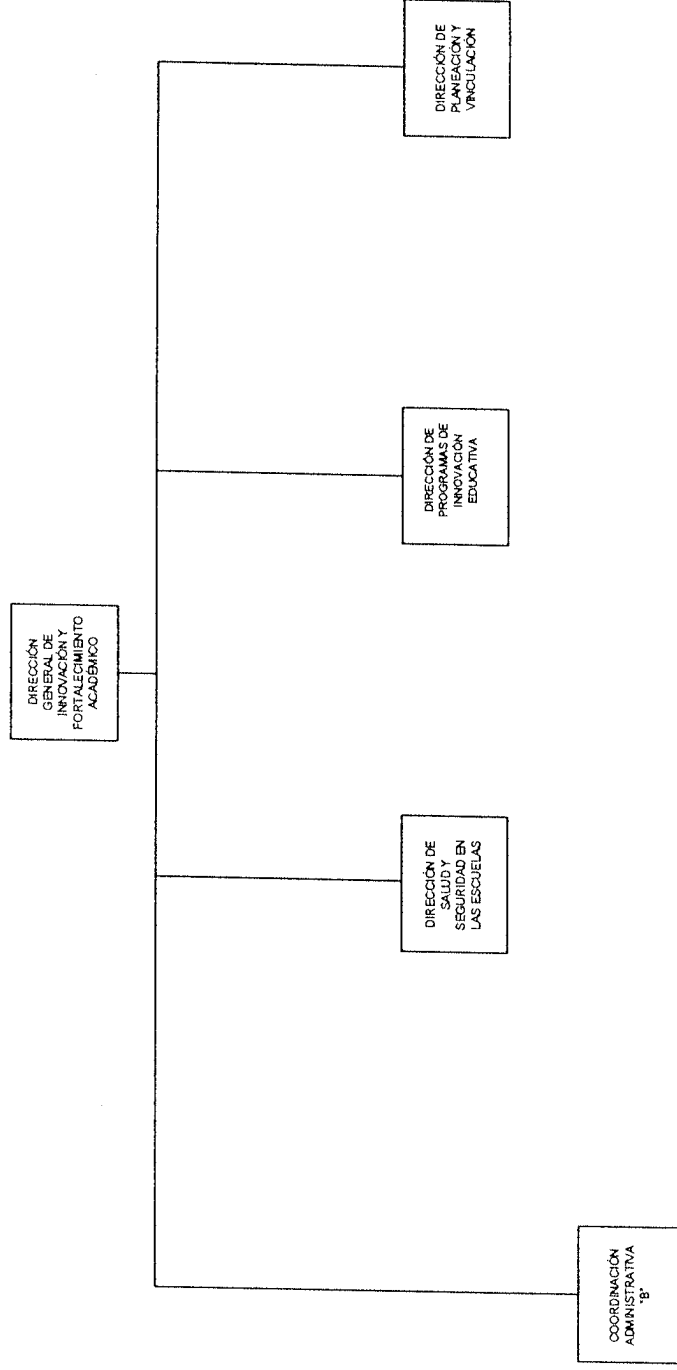 DIRECCIÓN
GENERAL DE
INNOVACIÓN Y
FORTALECIMIENTO
ACADÉMICO
COORDINACIÓN
ADMINISTRATIVA
"B"
DIRECCIÓN DE
SALUD Y
SEGURIDAD EN
LAS ESCUELAS
DIRECCIÓN DE
PROGRAMAS DE
INNOVACIÓN
EDUCATIVA
DIRECCIÓN DE
PLANEACIÓN Y
VINCULACIÓN